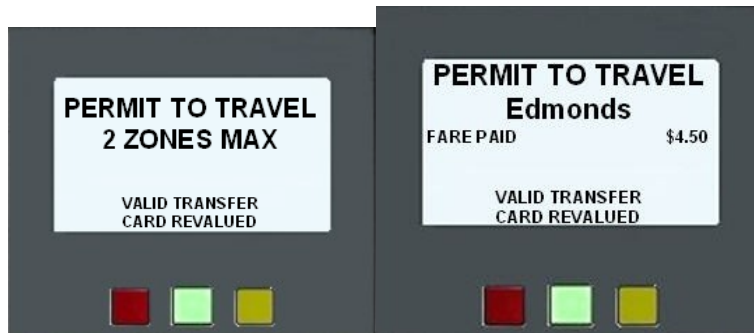 PERMIT TO TRAVEL
2 ZONES MAX
VALID TRANSFER
CARD REVALUED
PERMIT TO TRAVEL
Edmonds
FARE PAID $4.50
VALID TRANSFER
CARD REVALUED